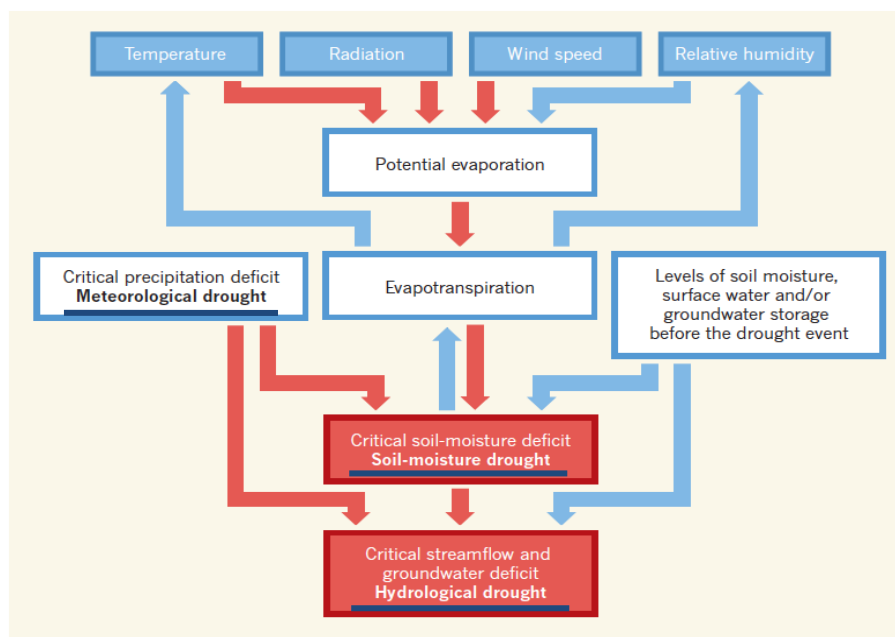 Temperature
Radiation
Wind speed
Relative humidity
Potential evaporation
Critical precipitation deficit
Meteorological drought
Evapotranspiration
Levels of soil moisture,
surface water and/or
groundwater storage
before the drought event
Critical soil-moisture deficit
Soil-moisture drought
Critical streamflow and
groundwater deficit
Hydrological drought